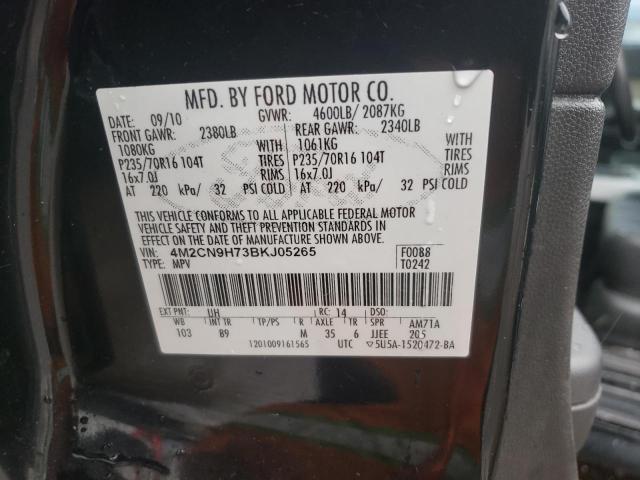 MFD. BY FORD MOTOR CO.
DATE: 09/10 GVWR: 4600LB/ 2087KG
FRONT GAWR: 2380LB REAR GAWR: 2340LB
1080KG WITH 1061KG WITH
P235/70R16 104T TIRES P235/70R16 104T TIRES
16x7.0J RIMS 16x7.0J RIMS
AT 220 kPa/ 32 PSI COLD AT 220 kPa/ 32 PSI COLD
THIS VEHICLE CONFORMS TO ALL APPLICABLE FEDERAL MOTOR
VEHICLE SAFETY AND THEFT PREVENTION STANDARDS IN
EFFECT ON THE DATE OF MANUFACTURE SHOWN ABOVE.
VIN: 4M2CN9H73BKJ05265 F0088
TYPE: MPV T0242
EXT PNT: UH RC: 14 DSO:
WB INT TR TP/PS R AXLE TR SPR AM71A
103 B9 M 35 6 JJEE 205
1201009161565 UTC 5U5A-1520472-BA